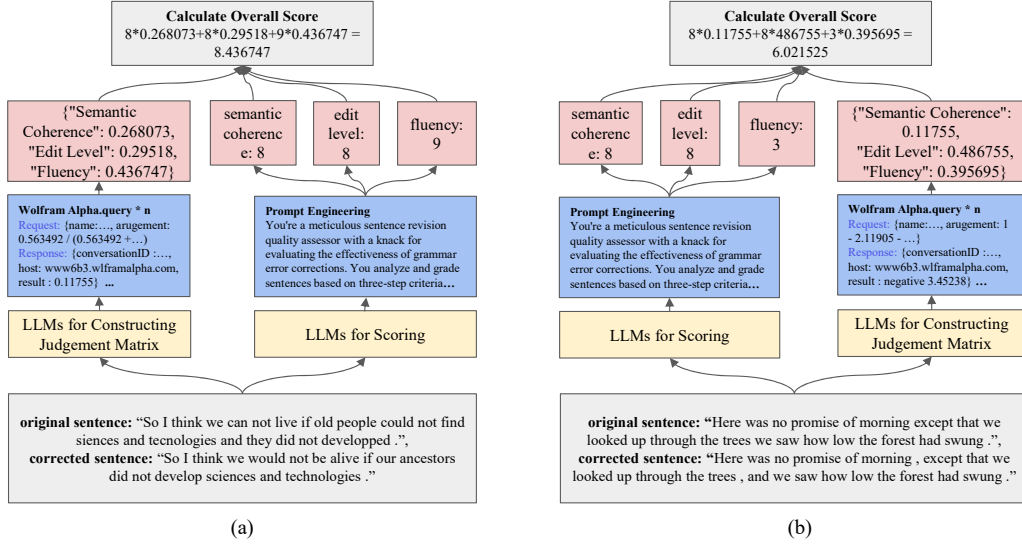 Calculate Overall Score
8*0.268073+8*0.29518+9*0.436747 =
8.436747
{"Semantic
Coherence": 0.268073,
"Edit Level": 0.29518,
"Fluency": 0.436747}
semantic
coherenc
e: 8
edit
level:
8
fluency:
9
Wolfram Alpha.query * n
Request: {name:…, arugement:
0.563492 / (0.563492 +…)
Response: {conversationID :…,
host: www6b3.wlframalpha.com,
result : 0.11755} ...
Prompt Engineering
You're a meticulous sentence revision
quality assessor with a knack for
evaluating the effectiveness of grammar
error corrections. You analyze and grade
sentences based on three-step criteria…
LLMs for Constructing
Judgement Matrix
LLMs for Scoring
original sentence: “So I think we can not live if old people could not find
siences and tecnologies and they did not developped .”,
corrected sentence: “So I think we would not be alive if our ancestors
did not develop sciences and technologies .”
(a)
Calculate Overall Score
8*0.11755+8*486755+3*0.395695 =
6.021525
semantic
coherenc
e: 8
edit
level:
8
fluency:
3
{"Semantic Coherence":
0.11755,
"Edit Level": 0.486755,
"Fluency": 0.395695}
Prompt Engineering
You're a meticulous sentence revision
quality assessor with a knack for
evaluating the effectiveness of grammar
error corrections. You analyze and grade
sentences based on three-step criteria…
Wolfram Alpha.query * n
Request: {name:…, arugement: 1
- 2.11905 - …}
Response: {conversationID :…,
host: www6b3.wlframalpha.com,
result : negative 3.45238} …
LLMs for Scoring
LLMs for Constructing
Judgement Matrix
original sentence: “Here was no promise of morning except that we
looked up through the trees we saw how low the forest had swung .”,
corrected sentence: “Here was no promise of morning , except that we
looked up through the trees , and we saw how low the forest had swung .”
(b)